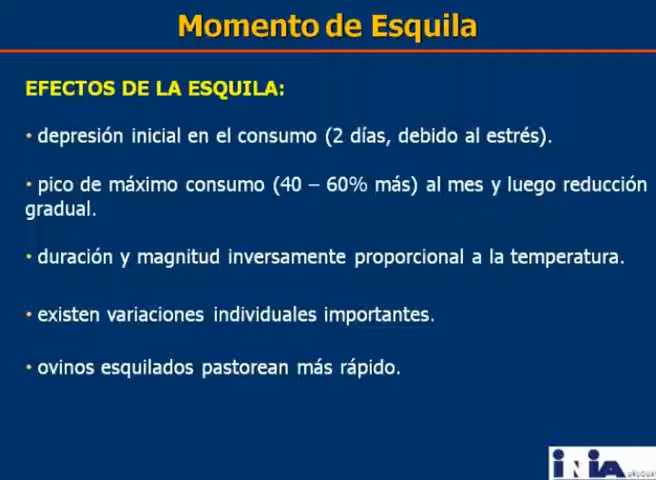 Momento de Esquila
EFECTOS DE LA ESQUILA:
• depresión inicial en el consumo (2 días, debido al estrés).
• pico de máximo consumo (40 – 60% más) al mes y luego reducción
gradual.
• duración y magnitud inversamente proporcional a la temperatura.
• existen variaciones individuales importantes.
• ovinos esquilados pastorean más rápido.
iNiA
URUGUAY